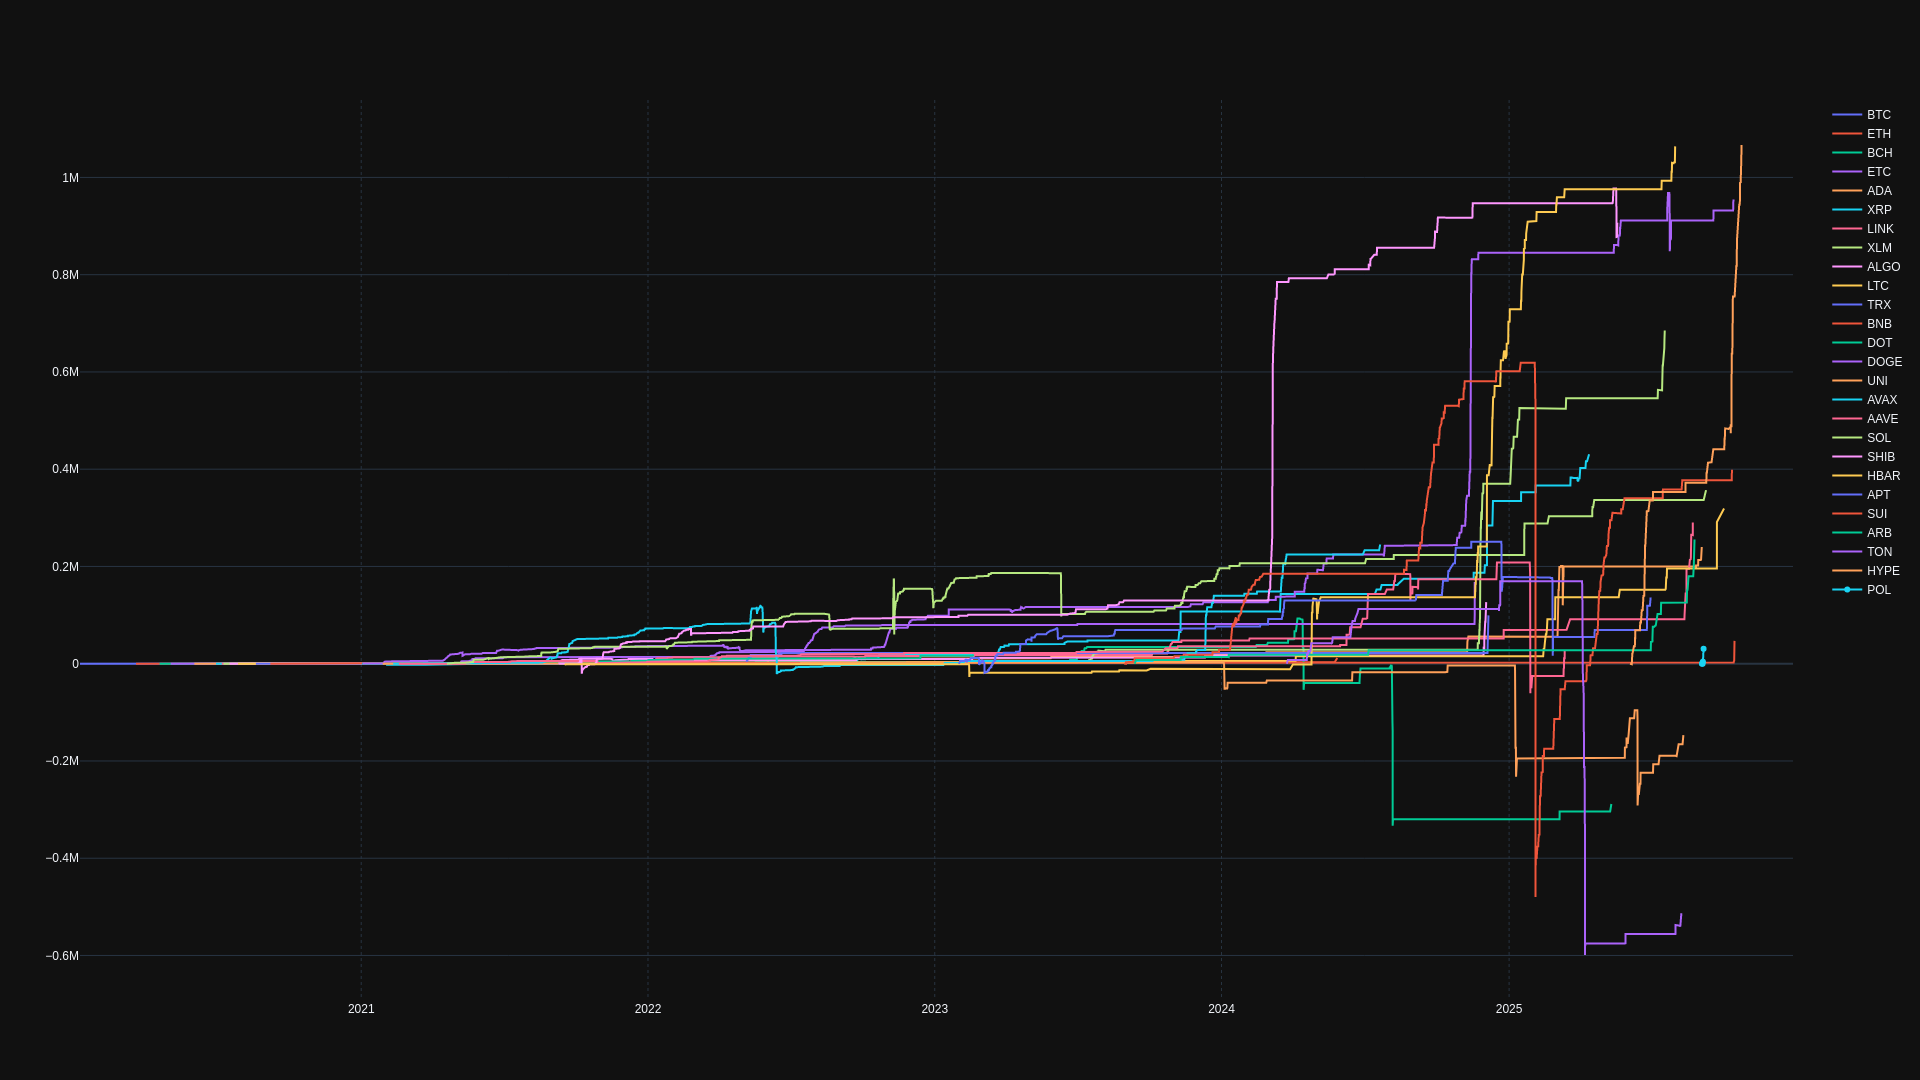 1M
0.8M
0.6M
0.4M
0.2M
0
−0.2M
−0.4M
−0.6M
2021
2022
2023
2024
2025
BTC
ETH
BCH
ETC
ADA
XRP
LINK
XLM
ALGO
LTC
TRX
BNB
DOT
DOGE
UNI
AVAX
AAVE
SOL
SHIB
HBAR
APT
SUI
ARB
TON
HYPE
POL